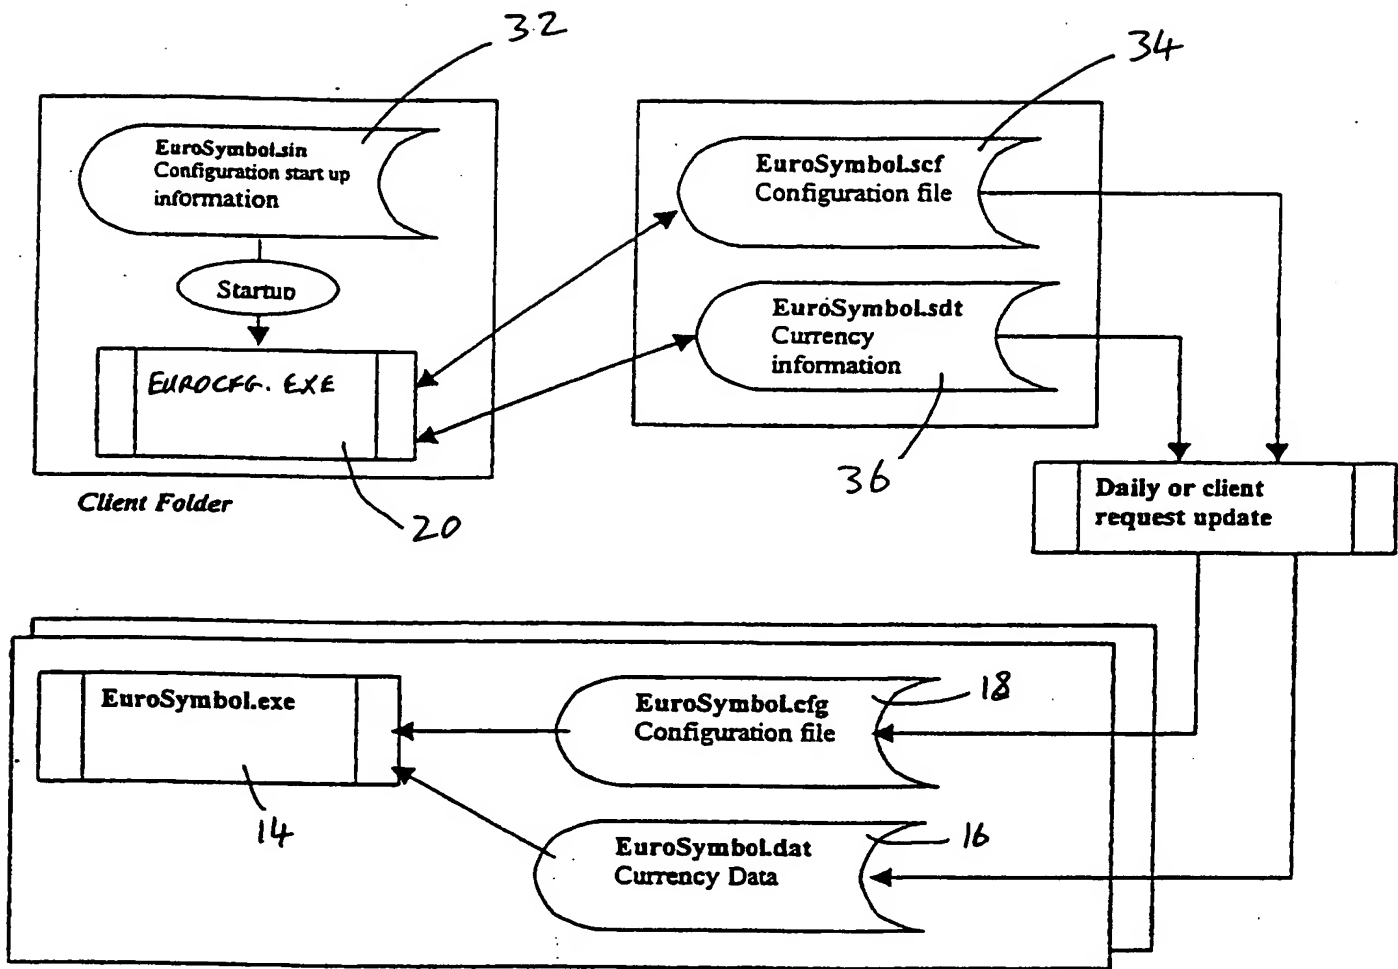 32
34
EuroSymbol.sin
Configuration start up
information
Startup
EUROCFG. EXE
20
Client Folder
EuroSymbol.scf
Configuration file
EuroSymbol.sdt
Currency
information
36
Daily or client
request update
EuroSymbol.exe
14
EuroSymbol.cfg
Configuration file
18
EuroSymbol.dat
Currency Data
16